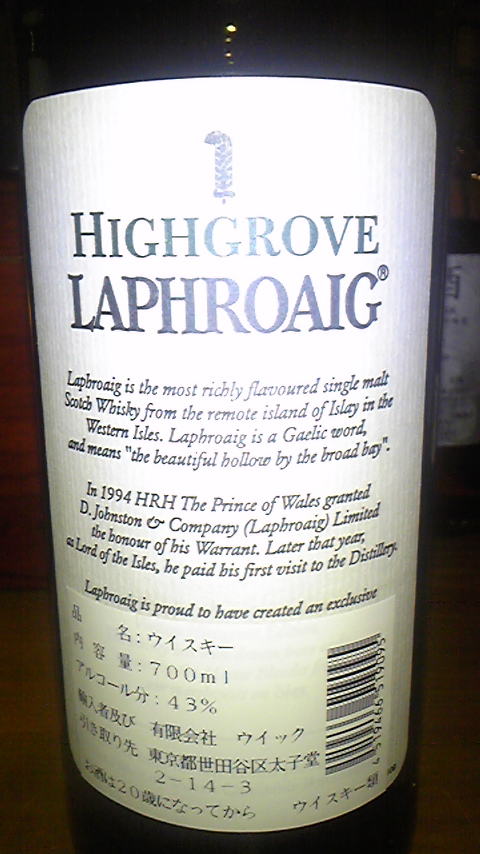 HIGHGROVE
LAPHROAIG®
Laphroaig is the most richly flavoured single malt
Scotch Whisky from the remote island of Islay in the
Western Isles. Laphroaig is a Gaelic word,
and means "the beautiful hollow by the broad bay".
In 1994 HRH The Prince of Wales granted
D. Johnston & Company (Laphroaig) Limited
the honour of his Warrant. Later that year,
as Lord of the Isles, he paid his first visit to the Distillery.
Laphroaig is proud to have created an exclusive
品名:ウイスキー
内容量:700ml
アルコール分:43%
輸入者及び 有限会社 ウイック
引き取り先 東京都世田谷区太子堂
2-14-3
お酒は20歳になってから ウイスキー類